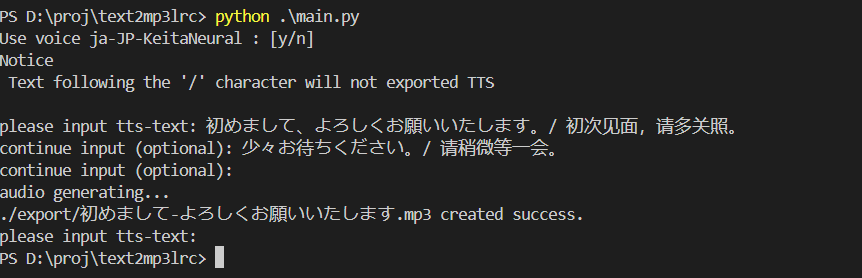 PS D:\proj\text2mp3lrc> python .\main.py
Use voice ja-JP-KeitaNeural : [y/n]
Notice
 Text following the '/' character will not exported TTS

please input tts-text: 初めまして、よろしくお願いいたします。/ 初次见面，请多关照。
continue input (optional): 少々お待ちください。/ 请稍微等一会。
continue input (optional):
audio generating...
./export/初めまして-よろしくお願いいたします.mp3 created success.
please input tts-text:
PS D:\proj\text2mp3lrc>